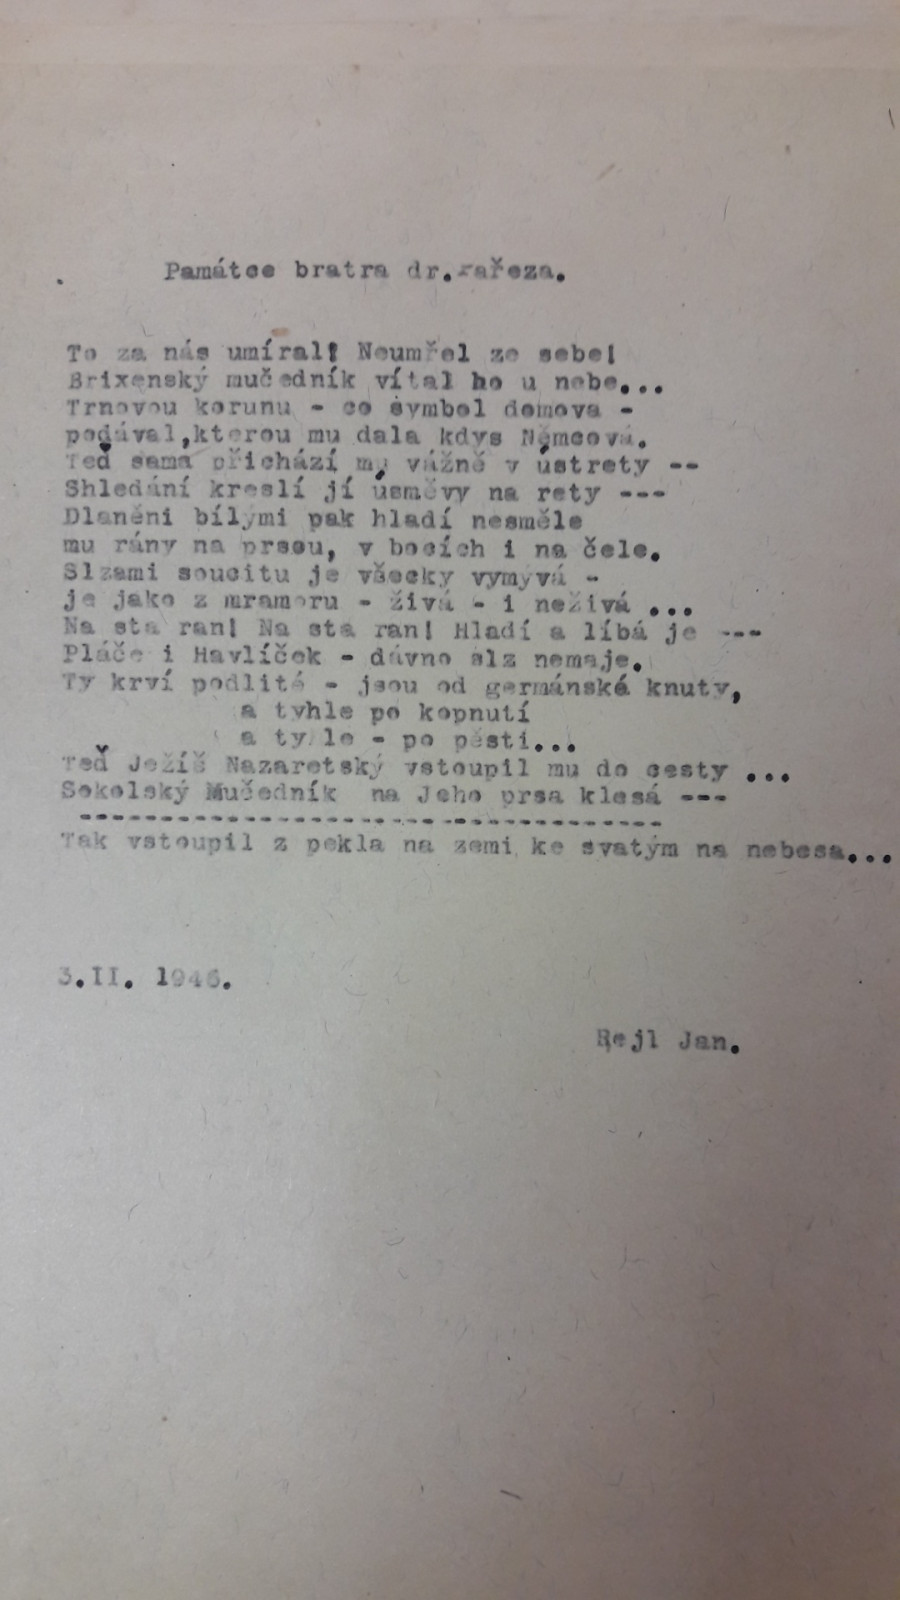 Památce bratra dr. Pařeza.
To za nás umíral! Neumřel ze sebe!
Brixenský mučedník vítal ho u nebe...
Trnovou korunu - co symbol domova -
podával,kterou mu dala kdys Němcová.
Teď sama přichází mu vážně v ústrety --
Shledání kreslí jí úsměvy na rety ---
Dlaněni bílými pak hladí nesměle
mu rány na prsou, v bocích i na čele.
Slzami soucitu je všecky vymývá -
je jako z mramoru - živá - i neživá ...
Na sta ran! Na sta ran! Hladí a líbá je ---
Pláče i Havlíček - dávno slz nemaje.
Ty krví podlité - jsou od germánské knuty,
a tyhle po kopnutí
a tyhle - po pěsti...
Teď Ježíš Nazaretský vstoupil mu do cesty ...
Sokolský Mučedník na Jeho prsa klesá ---
------------------------------------
Tak vstoupil z pekla na zemi ke svatým na nebesa...
3.II. 1946.
Rejl Jan.